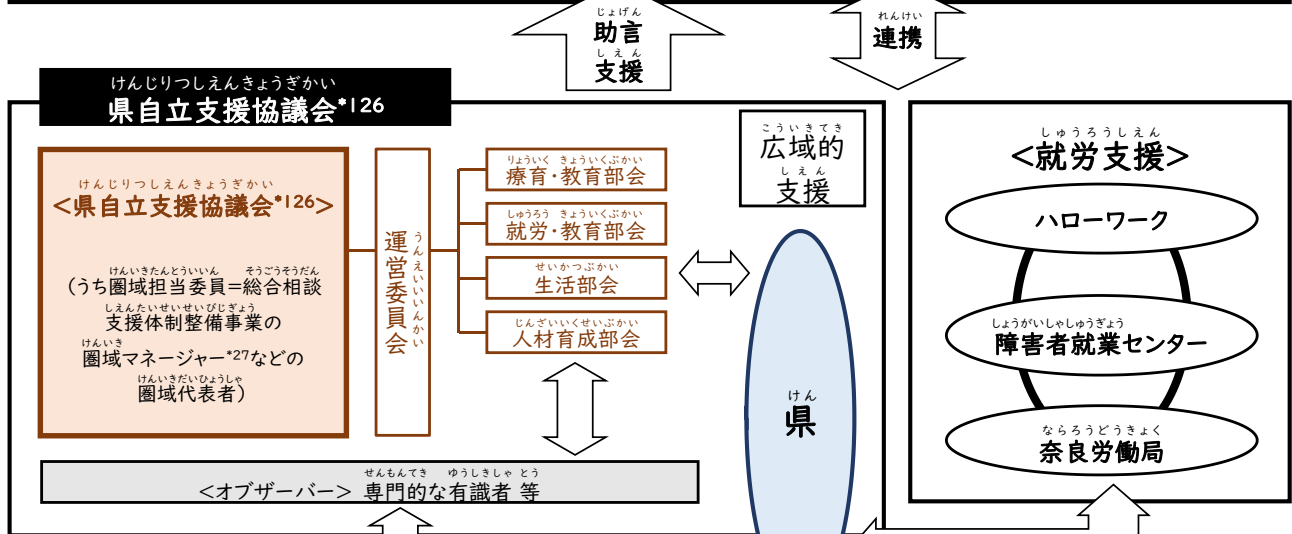 じょげん
助言
しえん
支援
れんけい
連携
けんじりつしえんきょうぎかい
県自立支援協議会*126
けんじりつしえんきょうぎかい
<県自立支援協議会*126>
けんいきたんとういいん そうごうそうだん
(うち圏域担当委員=総合相談
しえんたいせいせいびじぎょう
支援体制整備事業の
けんいき
圏域マネージャー*27などの
けんいきだいひょうしゃ
圏域代表者)
うんえいいいんかい
運営委員会
りょういく きょういくぶかい
療育・教育部会
しゅうろう きょういくぶかい
就労・教育部会
せいかつぶかい
生活部会
じんざいいくせいぶかい
人材育成部会
せんもんてき ゆうしきしゃ とう
<オブザーバー> 専門的な有識者 等
こういきてき
広域的
しえん
支援
けん
県
しゅうろうしえん
<就労支援>
ハローワーク
しょうがいしゃしゅうぎょう
障害者就業センター
ならろうどうきょく
奈良労働局